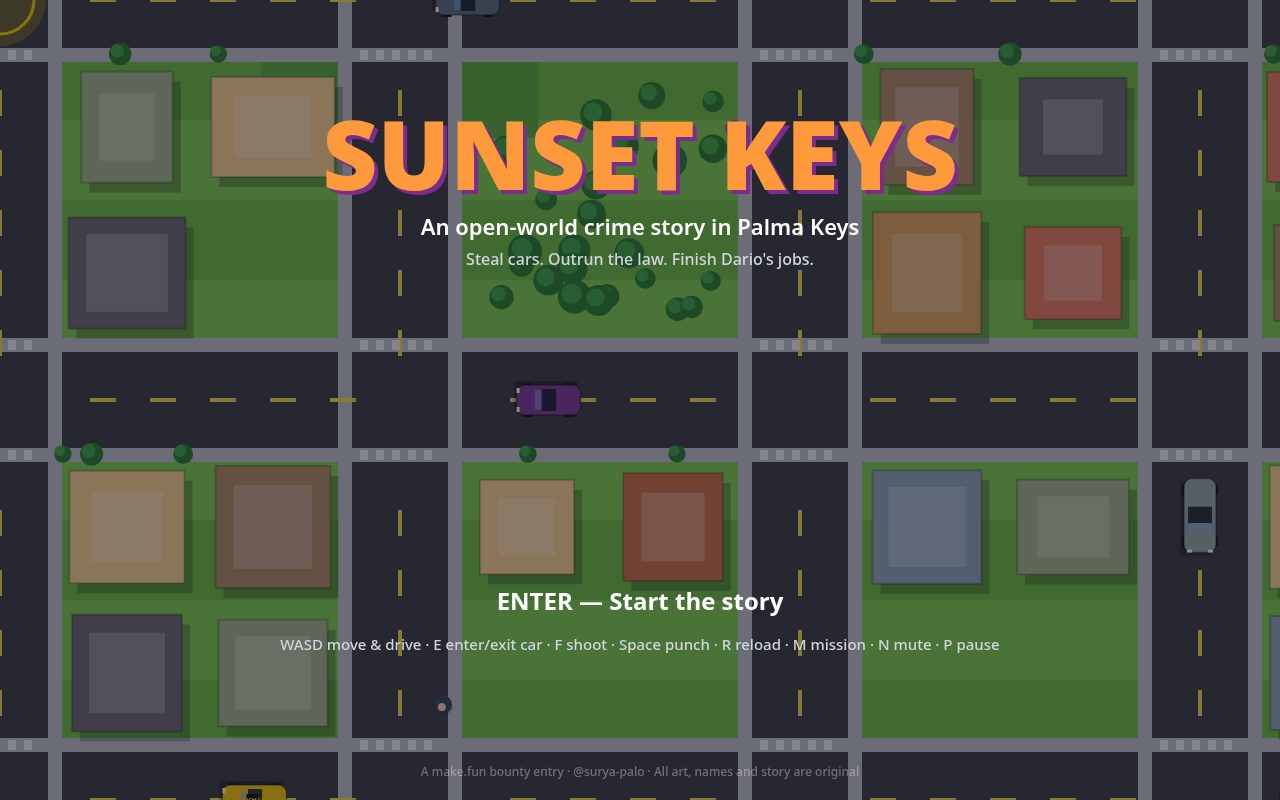 SUNSET KEYS
An open-world crime story in Palma Keys
Steal cars. Outrun the law. Finish Dario's jobs.
ENTER — Start the story
WASD move & drive · E enter/exit car · F shoot · Space punch · R reload · M mission · N mute · P pause
A make.fun bounty entry · @surya-palo · All art, names and story are original